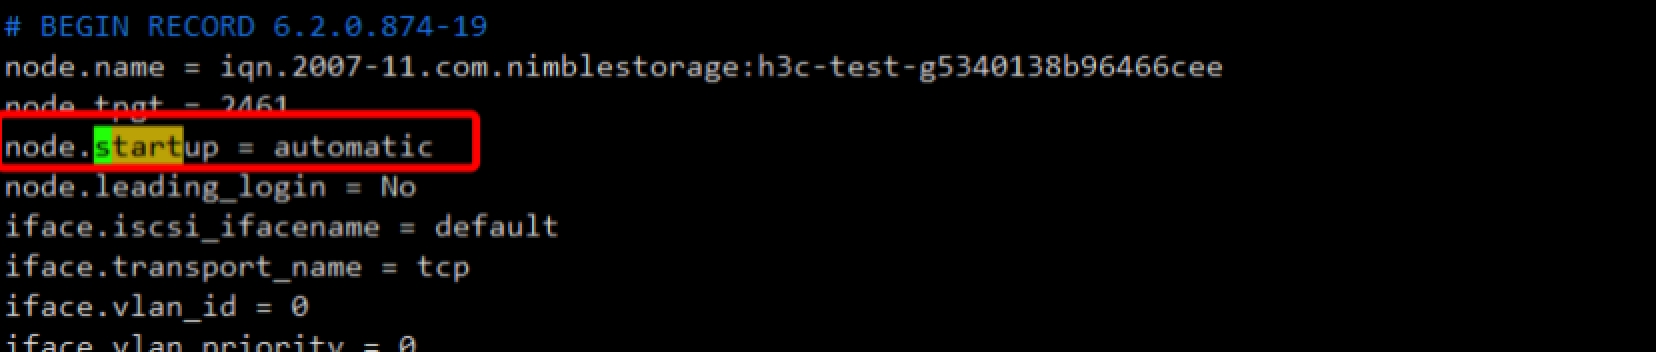 # BEGIN RECORD 6.2.0.874-19
node.name = iqn.2007-11.com.nimblestorage:h3c-test-g5340138b96466cee
node.tpgt = 2461
node.startup = automatic
node.leading_login = No
iface.iscsi_ifacename = default
iface.transport_name = tcp
iface.vlan_id = 0
iface.vlan_priority = 0